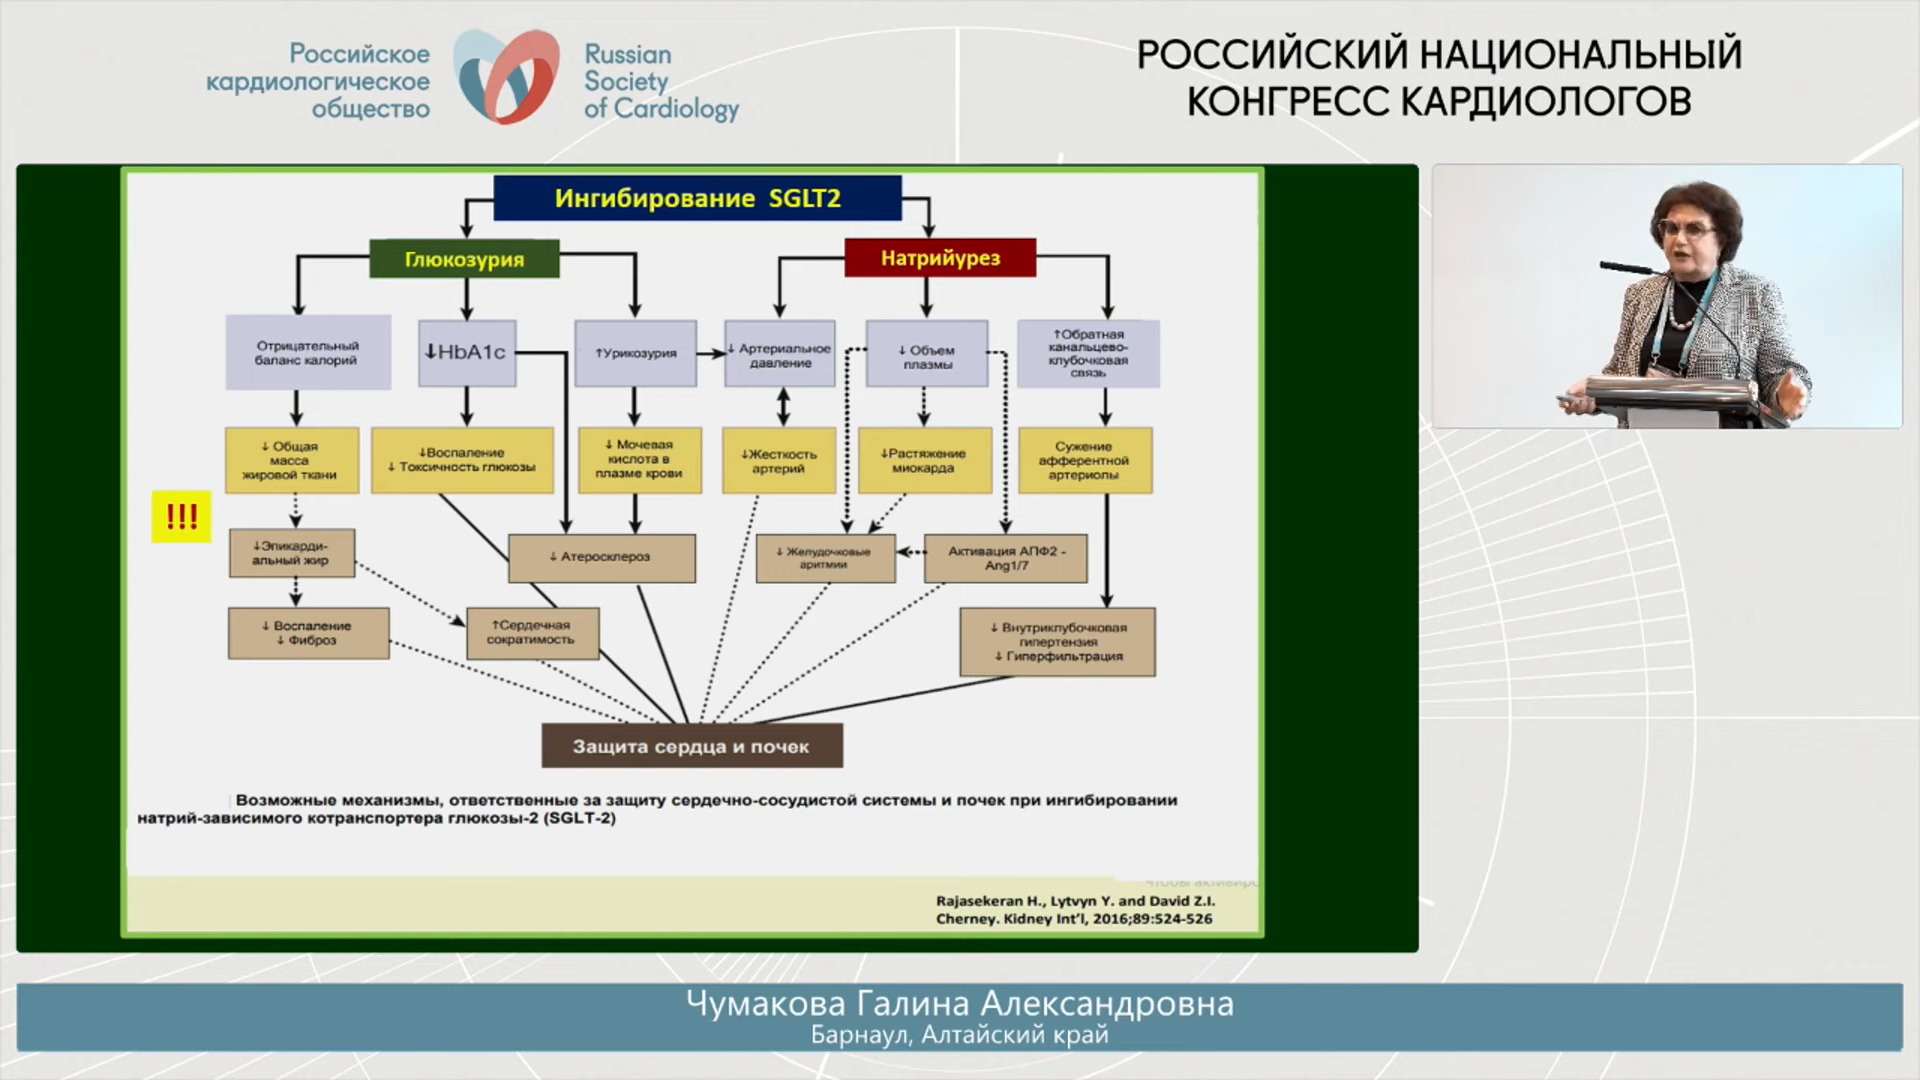 Российское
кардиологическое
общество
Russian
Society
of Cardiology
РОССИЙСКИЙ НАЦИОНАЛЬНЫЙ
КОНГРЕСС КАРДИОЛОГОВ
Ингибирование SGLT2
Глюкозурия
Натрийурез
Отрицательный
баланс калорий
↓HbA1c
↑Урикозурия
↓ Артериальное
давление
↓ Объем
плазмы
↑Обратная
канальцево-
клубочковая
связь
↓ Общая
масса
жировой ткани
↓Воспаление
↓ Токсичность глюкозы
↓ Мочевая
кислота в
плазме крови
↓Жесткость
артерий
↓Растяжение
миокарда
Сужение
афферентной
артериолы
!!!
↓Эпикарди-
альный жир
↓ Атеросклероз
↓ Желудочковые
аритмии
Активация АПФ2 -
Ang1/7
↓ Воспаление
↓ Фиброз
↑Сердечная
сократимость
↓ Внутриклубочковая
гипертензия
↓ Гиперфильтрация
Защита сердца и почек
Возможные механизмы, ответственные за защиту сердечно-сосудистой системы и почек при ингибировании
натрий-зависимого котранспортера глюкозы-2 (SGLT-2)
Rajasekeran H., Lytvyn Y. and David Z.I.
Cherney. Kidney Int'l, 2016;89:524-526
Чумакова Галина Александровна
Барнаул, Алтайский край